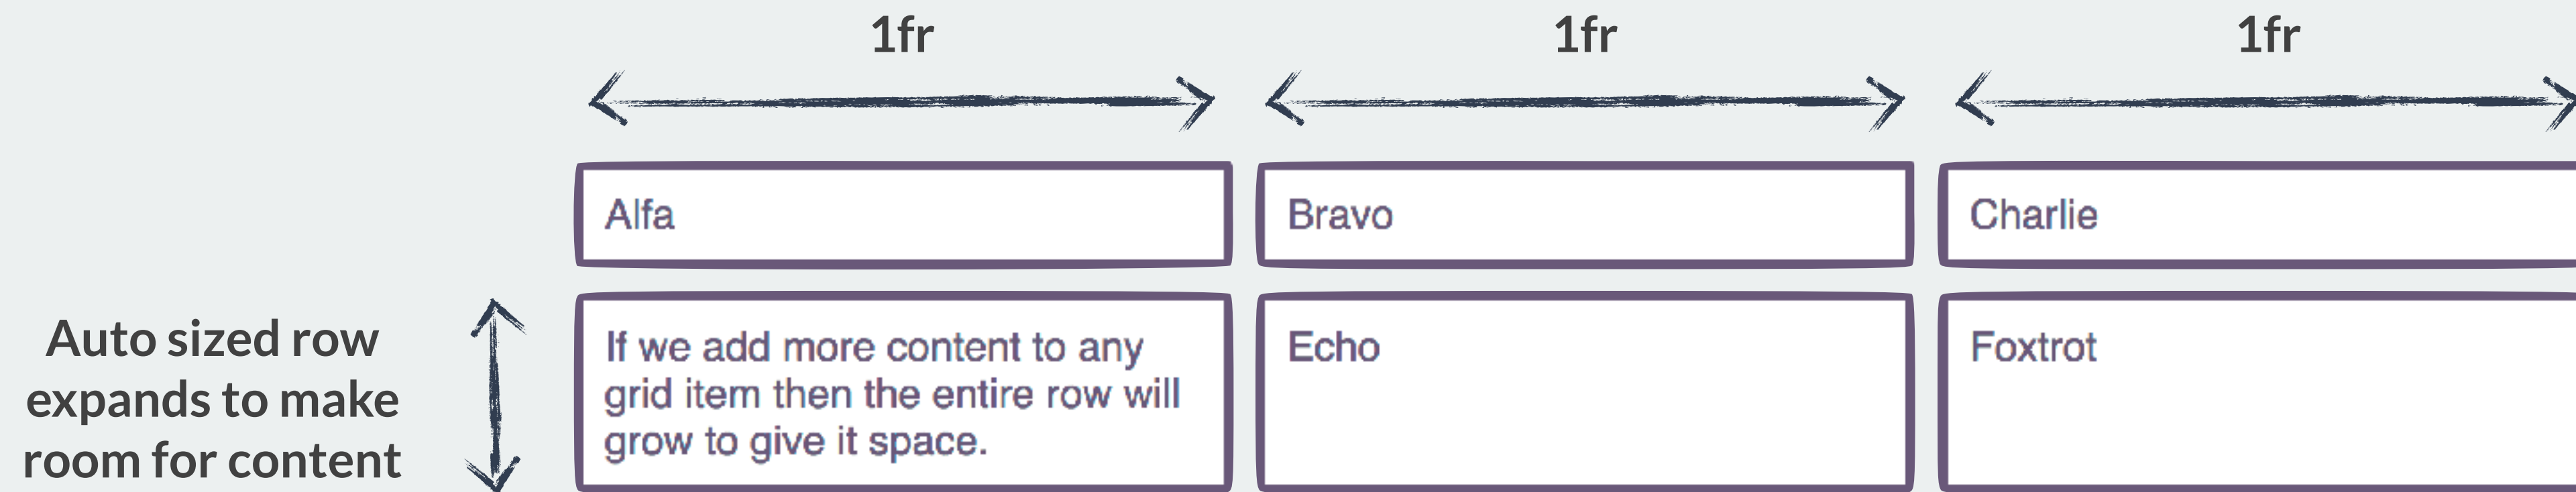 1fr
1fr
1fr
Alfa
Bravo
Charlie
Auto sized row
expands to make
room for content
If we add more content to any
grid item then the entire row will
grow to give it space.
Echo
Foxtrot